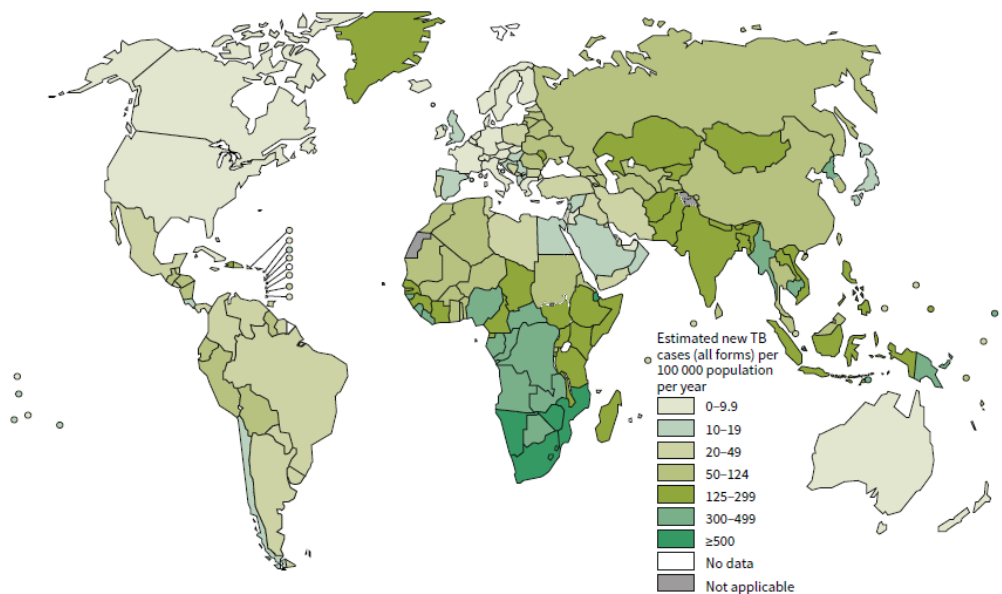 Estimated new TB
cases (all forms) per
100 000 population
per year
0–9.9
10–19
20–49
50–124
125–299
300–499
≥500
No data
Not applicable